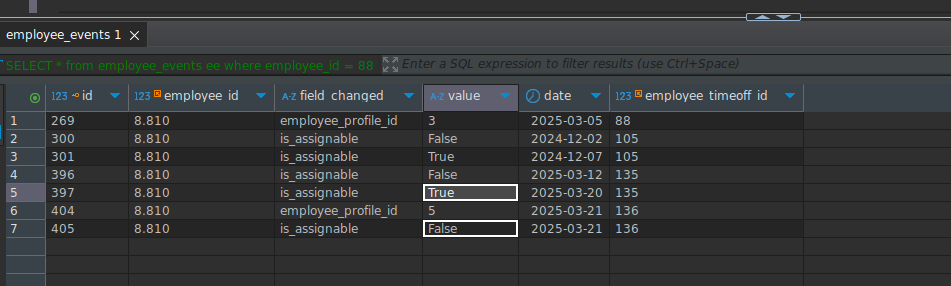 employee_events 1
SELECT * from employee_events ee where employee_id = 88 Enter a SQL expression to filter results (use Ctrl+Space)
123 id 123 employee_id A-Z field_changed A-Z value date 123 employee_timeoff_id
1 269 8.810 employee_profile_id 3 2025-03-05 88
2 300 8.810 is_assignable False 2024-12-02 105
3 301 8.810 is_assignable True 2024-12-07 105
4 396 8.810 is_assignable False 2025-03-12 135
5 397 8.810 is_assignable True 2025-03-20 135
6 404 8.810 employee_profile_id 5 2025-03-21 136
7 405 8.810 is_assignable False 2025-03-21 136